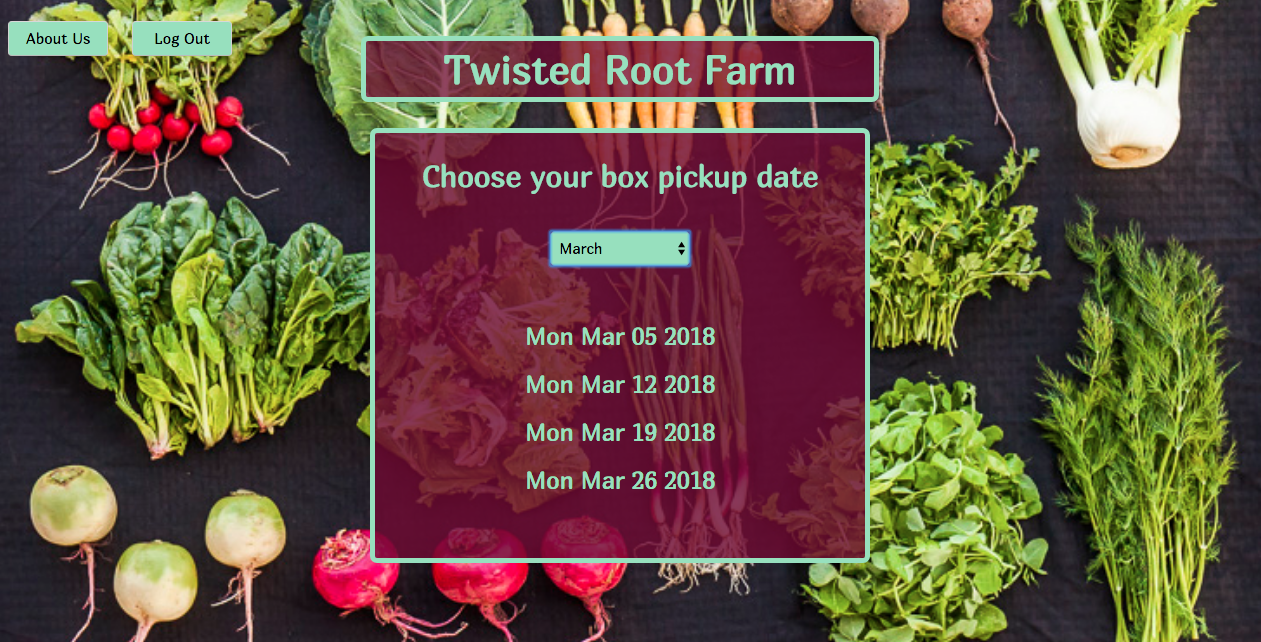 About Us
Log Out
Twisted Root Farm
Choose your box pickup date
March
Mon Mar 05 2018
Mon Mar 12 2018
Mon Mar 19 2018
Mon Mar 26 2018